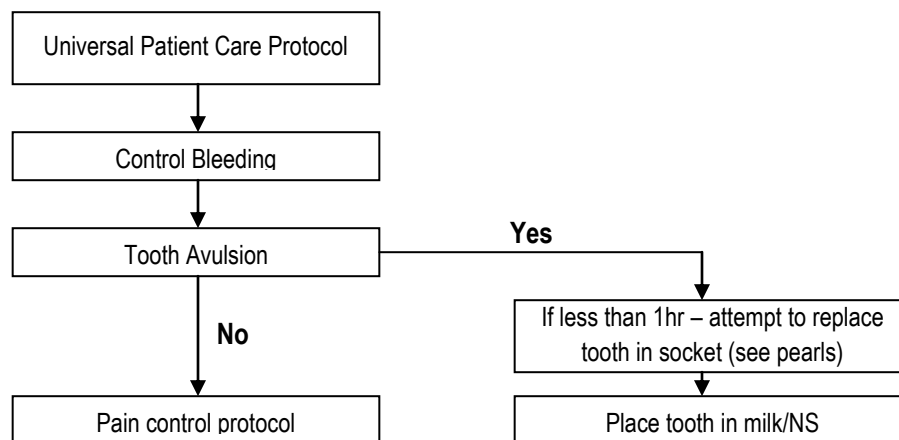 Universal Patient Care Protocol
Control Bleeding
Yes
Tooth Avulsion
If less than 1hr – attempt to replace
tooth in socket (see pearls)
No
Pain control protocol
Place tooth in milk/NS